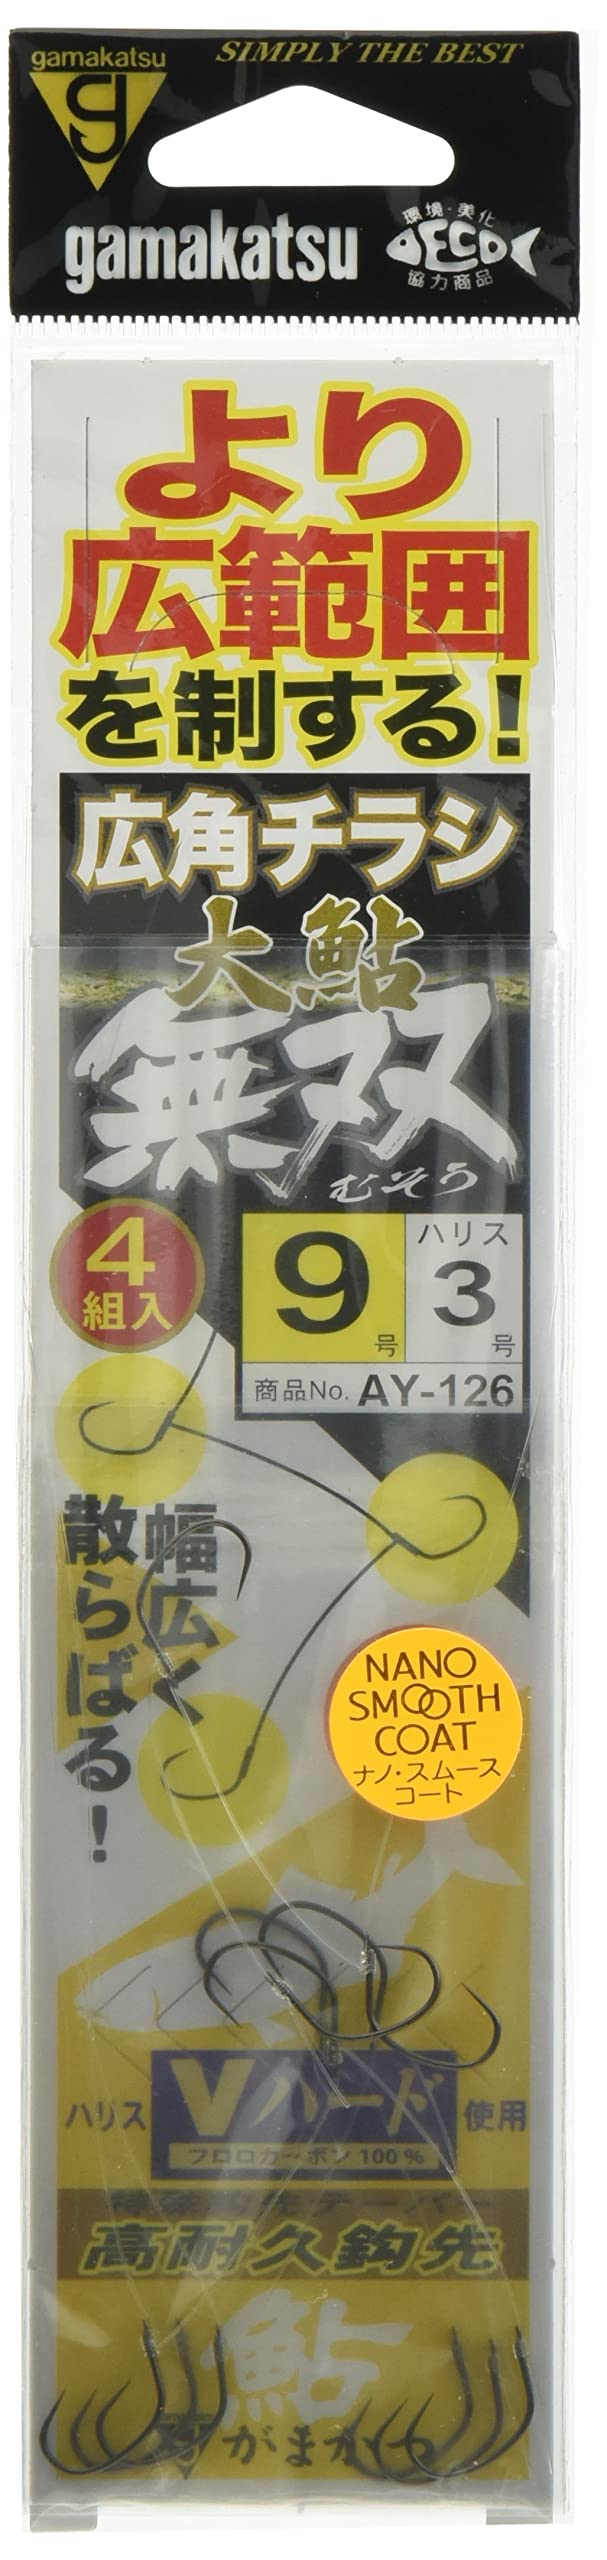 gamakatsu
SIMPLY THE BEST
gamakatsu
環境・美化
ECO
協力商品
より
広範囲
を制する!
広角チラシ
大鮎
無双
むそう
4
組入
9号
ハリス
3号
商品No. AY-126
幅広く
散らばる!
NANO
SMOOTH
COAT
ナノ・スムース
コート
ハリス Vハード 使用
フロロカーボン100%
高耐久鈎先
鮎
がまかつ